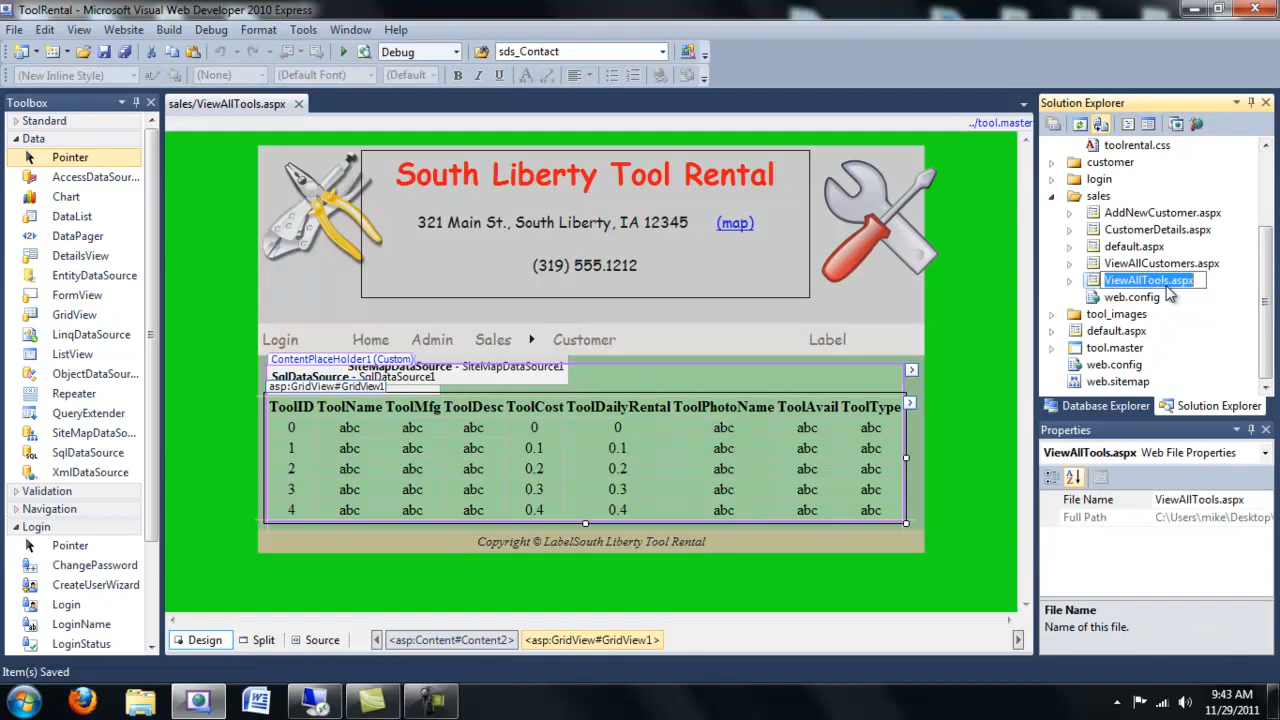 ToolRental - Microsoft Visual Web Developer 2010 Express
File Edit View Website Build Debug Format Tools Window Help
Debug sds_Contact
(New Inline Style) (None) (Default Font) (Default B I U A
Toolbox
Standard
Data
Pointer
AccessDataSour...
Chart
DataList
DataPager
DetailsView
EntityDataSource
FormView
GridView
LinqDataSource
ListView
ObjectDataSourc...
Repeater
QueryExtender
SiteMapDataSo...
SqlDataSource
XmlDataSource
Validation
Navigation
Login
Pointer
ChangePassword
CreateUserWizard
Login
LoginName
LoginStatus
sales/ViewAllTools.aspx
../tool.master
South Liberty Tool Rental
321 Main St., South Liberty, IA 12345 (map)
(319) 555.1212
Login Home Admin Sales Customer Label
ContentPlaceHolder1 (Custom)
SiteMapDataSource - SiteMapDataSource1
SqlDataSource - SqlDataSource1
asp:GridView#GridView1
ToolID ToolName ToolMfg ToolDesc ToolCost ToolDailyRental ToolPhotoName ToolAvail ToolType
0 abc abc abc 0 0 abc abc abc
1 abc abc abc 0.1 0.1 abc abc abc
2 abc abc abc 0.2 0.2 abc abc abc
3 abc abc abc 0.3 0.3 abc abc abc
4 abc abc abc 0.4 0.4 abc abc abc
Copyright © LabelSouth Liberty Tool Rental
Design Split Source <asp:Content#Content2> <asp:GridView#GridView1>
Solution Explorer
toolrental.css
customer
login
sales
AddNewCustomer.aspx
CustomerDetails.aspx
default.aspx
ViewAllCustomers.aspx
ViewAllTools.aspx
web.config
tool_images
default.aspx
tool.master
web.config
web.sitemap
Database Explorer Solution Explorer
Properties
ViewAllTools.aspx Web File Properties
File Name ViewAllTools.aspx
Full Path C:\Users\mike\Desktop\
File Name
Name of this file.
Item(s) Saved
9:43 AM
11/29/2011